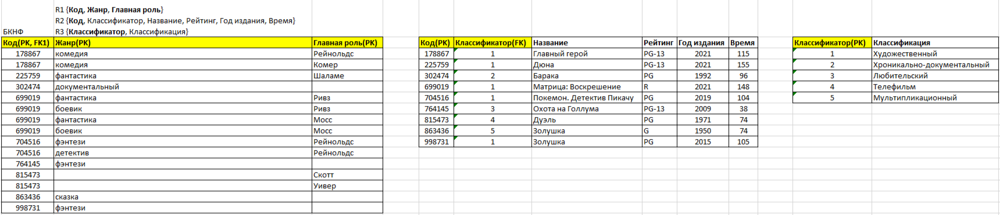 R1 {Код, Жанр, Главная роль}
R2 {Код, Классификатор, Название, Рейтинг, Год издания, Время}
БКНФ R3 {Классификатор, Классификация}
Код(PK, FK1) Жанр(PK) Главная роль(PK) Код(PK) Классификатор(FK) Название Рейтинг Год издания Время Классификатор(PK) Классификация
178867 комедия Рейнольдс 178867 1 Главный герой PG-13 2021 115 1 Художественный
178867 комедия Комер 225759 1 Дюна PG-13 2021 155 2 Хроникально-документальный
225759 фантастика Шаламе 302474 2 Барака PG 1992 96 3 Любительский
302474 документальный 699019 1 Матрица: Воскрешение R 2021 148 4 Телефильм
699019 фантастика Ривз 704516 1 Покемон. Детектив Пикачу PG 2019 104 5 Мультипликационный
699019 боевик Ривз 764145 3 Охота на Голлума PG-13 2009 38
699019 фантастика Мосс 815473 4 Дуэль PG 1971 74
699019 боевик Мосс 863436 5 Золушка G 1950 74
704516 фэнтези Рейнольдс 998731 1 Золушка PG 2015 105
704516 детектив Рейнольдс
764145 фэнтези
815473 Скотт
815473 Уивер
863436 сказка
998731 фэнтези